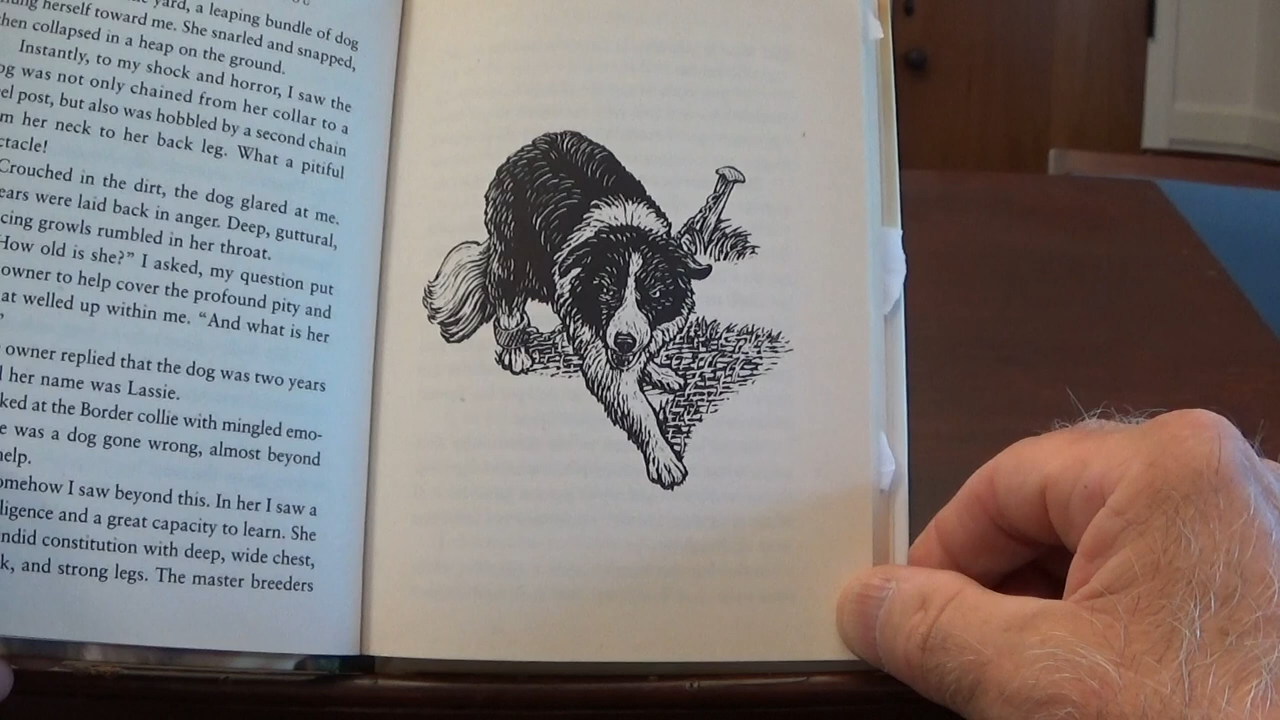 yard, a leaping bundle of dog
herself toward me. She snarled and snapped,
then collapsed in a heap on the ground.
Instantly, to my shock and horror, I saw the
og was not only chained from her collar to a
el post, but also was hobbled by a second chain
m her neck to her back leg. What a pitiful
ctacle!
Crouched in the dirt, the dog glared at me.
ears were laid back in anger. Deep, guttural,
cing growls rumbled in her throat.
"How old is she?" I asked, my question put
owner to help cover the profound pity and
at welled up within me. "And what is her
"
owner replied that the dog was two years
l her name was Lassie.
ked at the Border collie with mingled emo-
e was a dog gone wrong, almost beyond
help.
omehow I saw beyond this. In her I saw a
ligence and a great capacity to learn. She
ndid constitution with deep, wide chest,
k, and strong legs. The master breeders